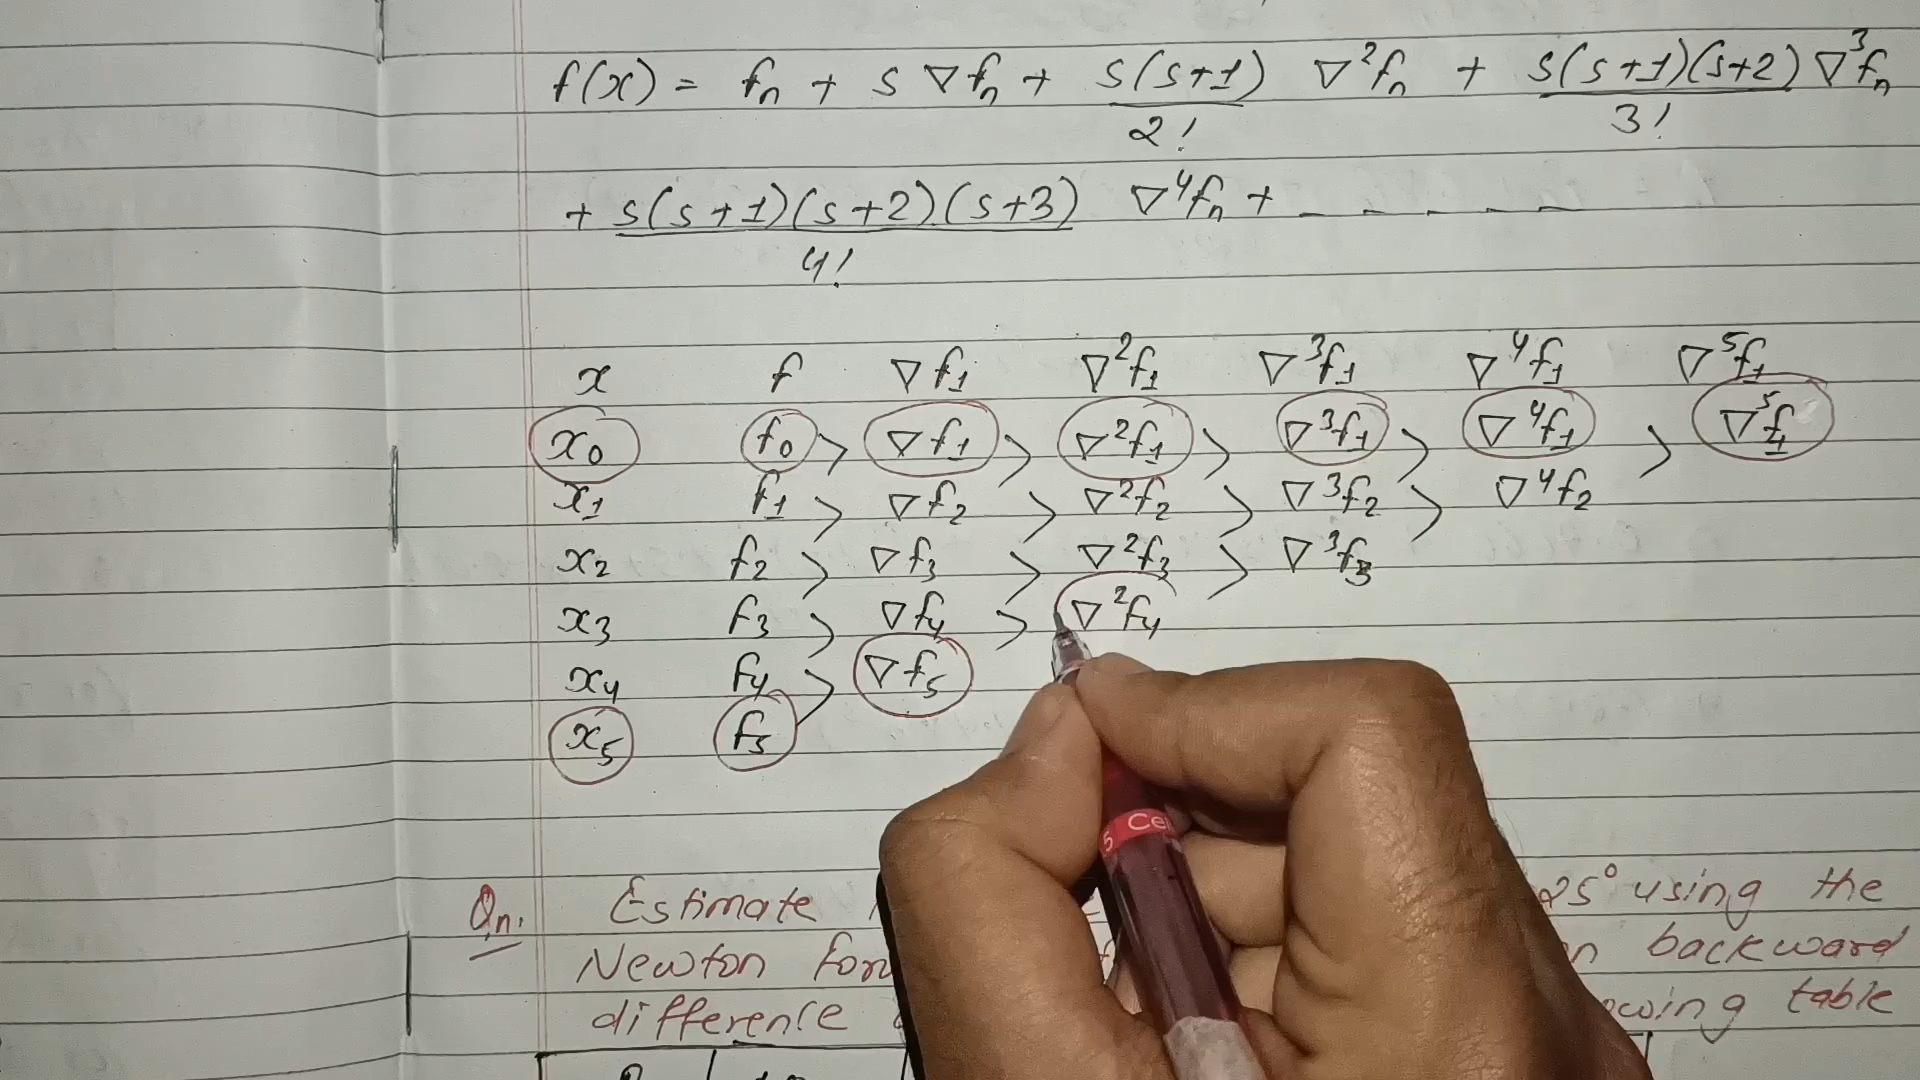 f(x) = fn + s ∇fn + s(s+1)/2! ∇²fn + s(s+1)(s+2)/3! ∇³fn
+ s(s+1)(s+2)(s+3)/4! ∇⁴fn + _ _ _ _ _
x f ∇f1 ∇²f1 ∇³f1 ∇⁴f1 ∇⁵f1
x0 f0 > ∇f1 > ∇²f1 > ∇³f1 > ∇⁴f1 > ∇⁵f1
x1 f1 > ∇f2 > ∇²f2 > ∇³f2 > ∇⁴f2
x2 f2 > ∇f3 > ∇²f3 > ∇³f3
x3 f3 > ∇f4 > ∇²f4
x4 f4 > ∇f5
x5 f5
Qn. Estimate 25° using the
Newton backward
difference table